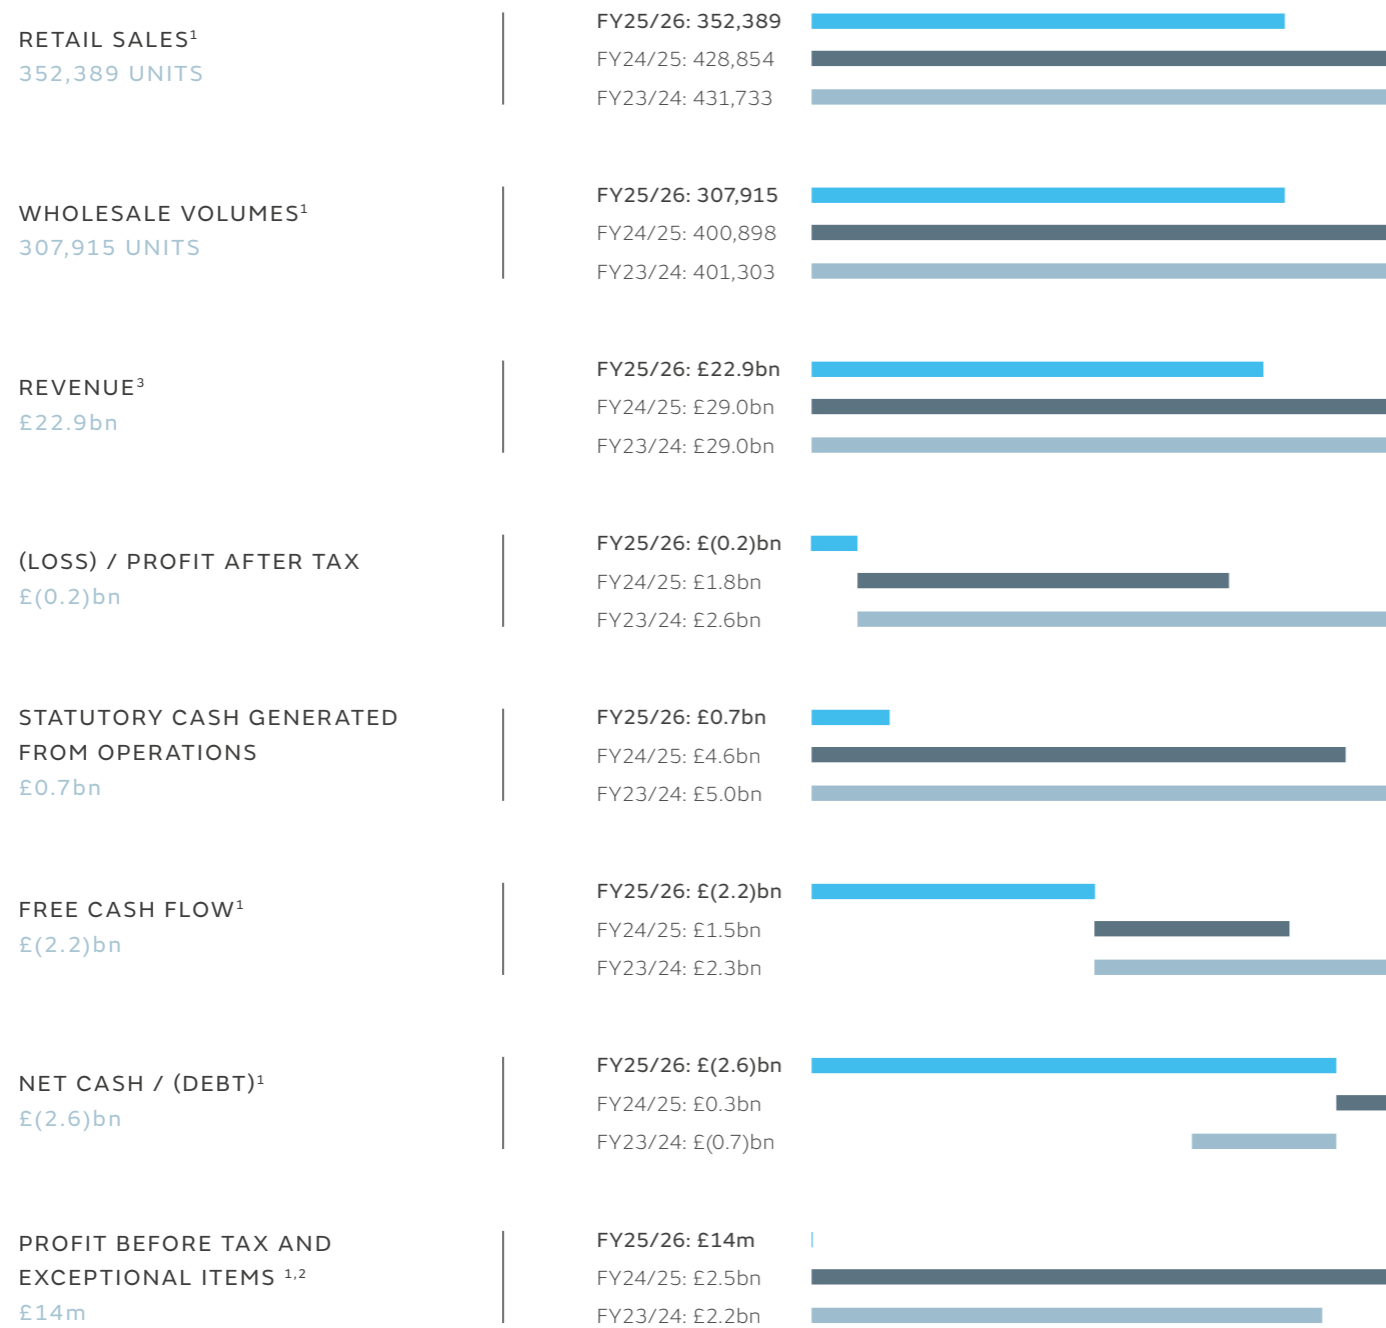 RETAIL SALES¹
352,389 UNITS
FY25/26: 352,389
FY24/25: 428,854
FY23/24: 431,733
WHOLESALE VOLUMES¹
307,915 UNITS
FY25/26: 307,915
FY24/25: 400,898
FY23/24: 401,303
REVENUE³
£22.9bn
FY25/26: £22.9bn
FY24/25: £29.0bn
FY23/24: £29.0bn
(LOSS) / PROFIT AFTER TAX
£(0.2)bn
FY25/26: £(0.2)bn
FY24/25: £1.8bn
FY23/24: £2.6bn
STATUTORY CASH GENERATED
FROM OPERATIONS
£0.7bn
FY25/26: £0.7bn
FY24/25: £4.6bn
FY23/24: £5.0bn
FREE CASH FLOW¹
£(2.2)bn
FY25/26: £(2.2)bn
FY24/25: £1.5bn
FY23/24: £2.3bn
NET CASH / (DEBT)¹
£(2.6)bn
FY25/26: £(2.6)bn
FY24/25: £0.3bn
FY23/24: £(0.7)bn
PROFIT BEFORE TAX AND
EXCEPTIONAL ITEMS ¹,²
£14m
FY25/26: £14m
FY24/25: £2.5bn
FY23/24: £2.2bn